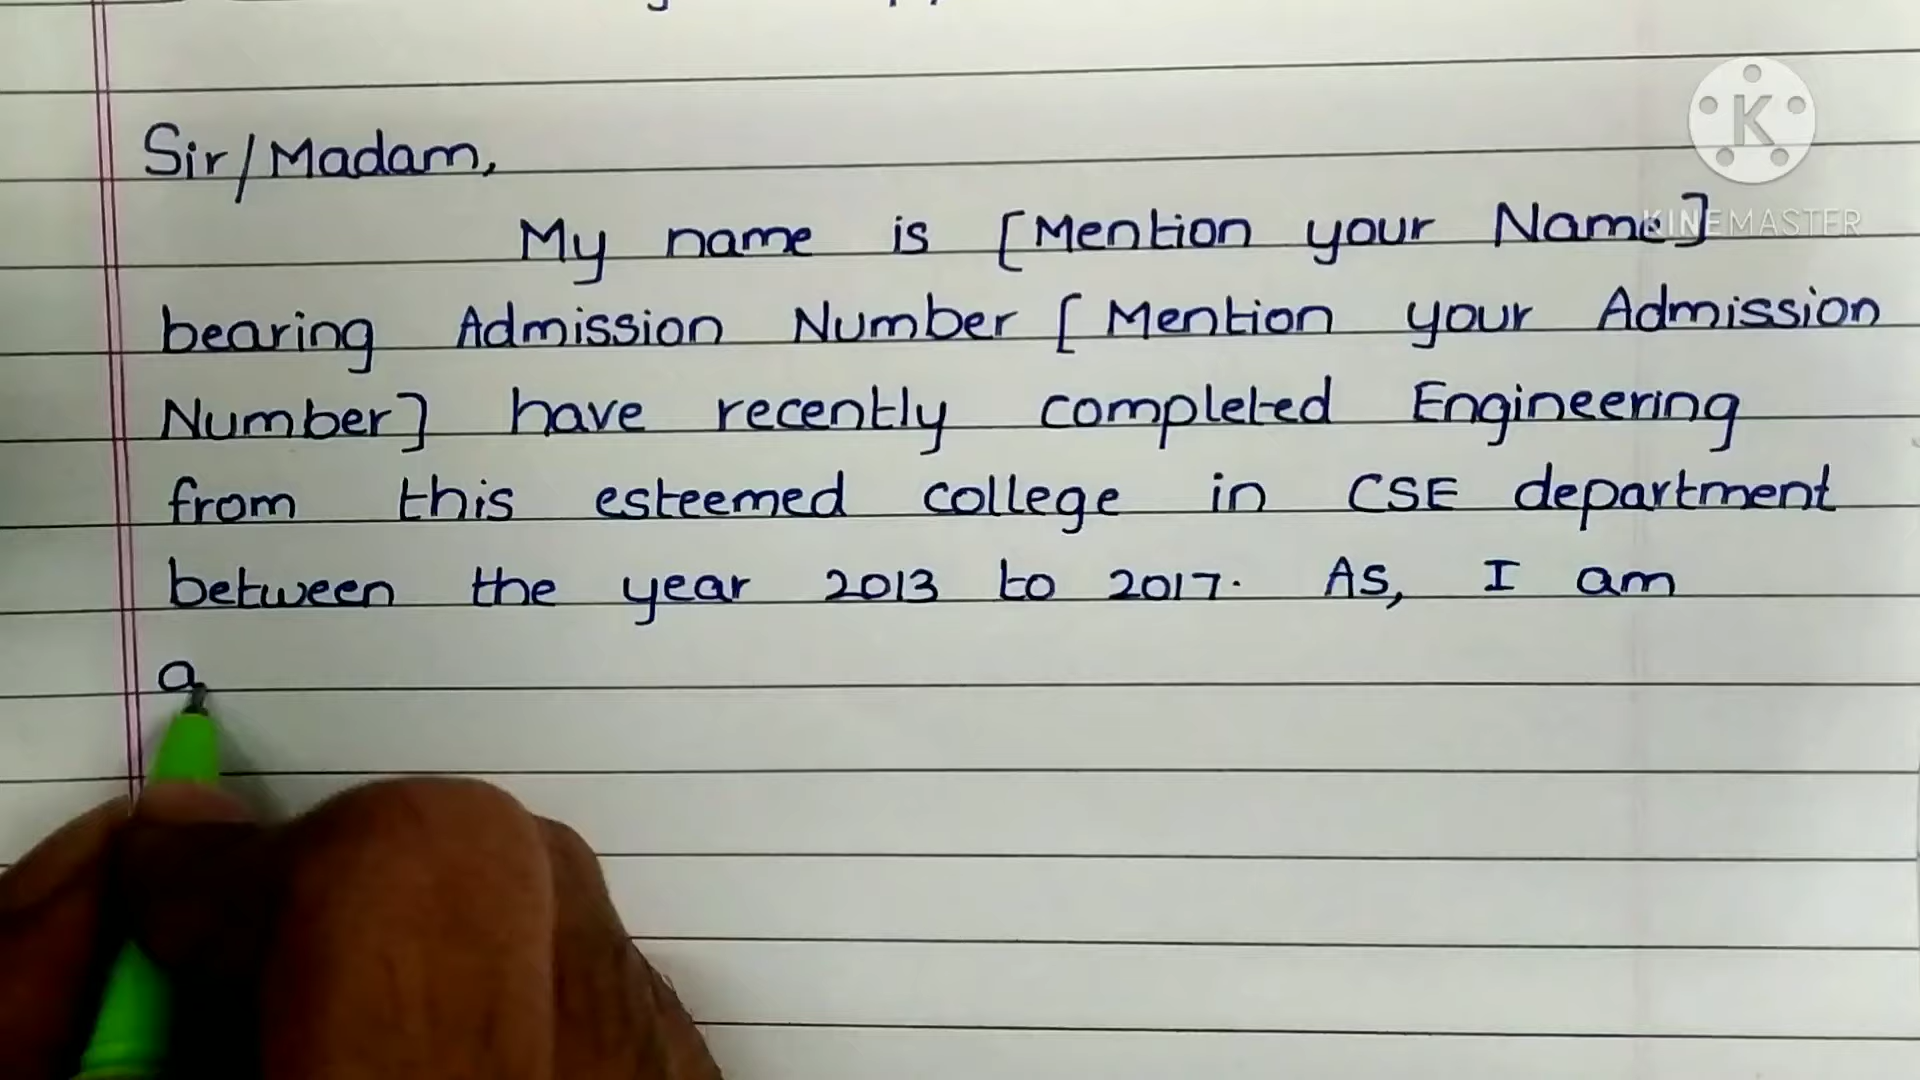 Sir/Madam,
My name is [Mention your Name]
bearing Admission Number [Mention your Admission
Number] have recently completed Engineering
from this esteemed college in CSE department
between the year 2013 to 2017. As, I am
a
K
KINEMASTER